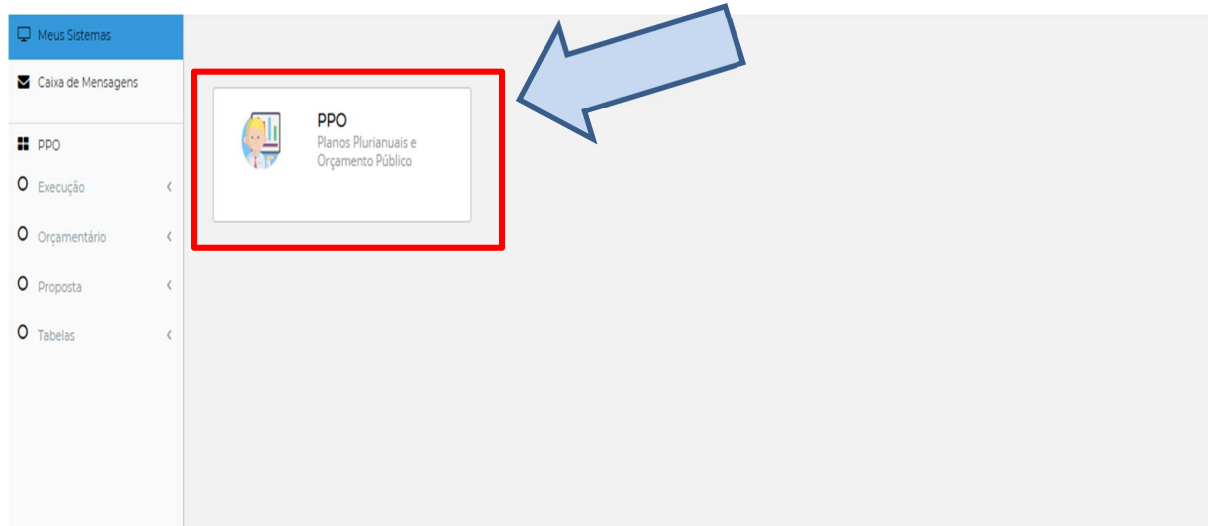 Meus Sistemas
Caixa de Mensagens
PPO
Execução
Orçamentário
Proposta
Tabelas
PPO
Planos Plurianuais e
Orçamento Público